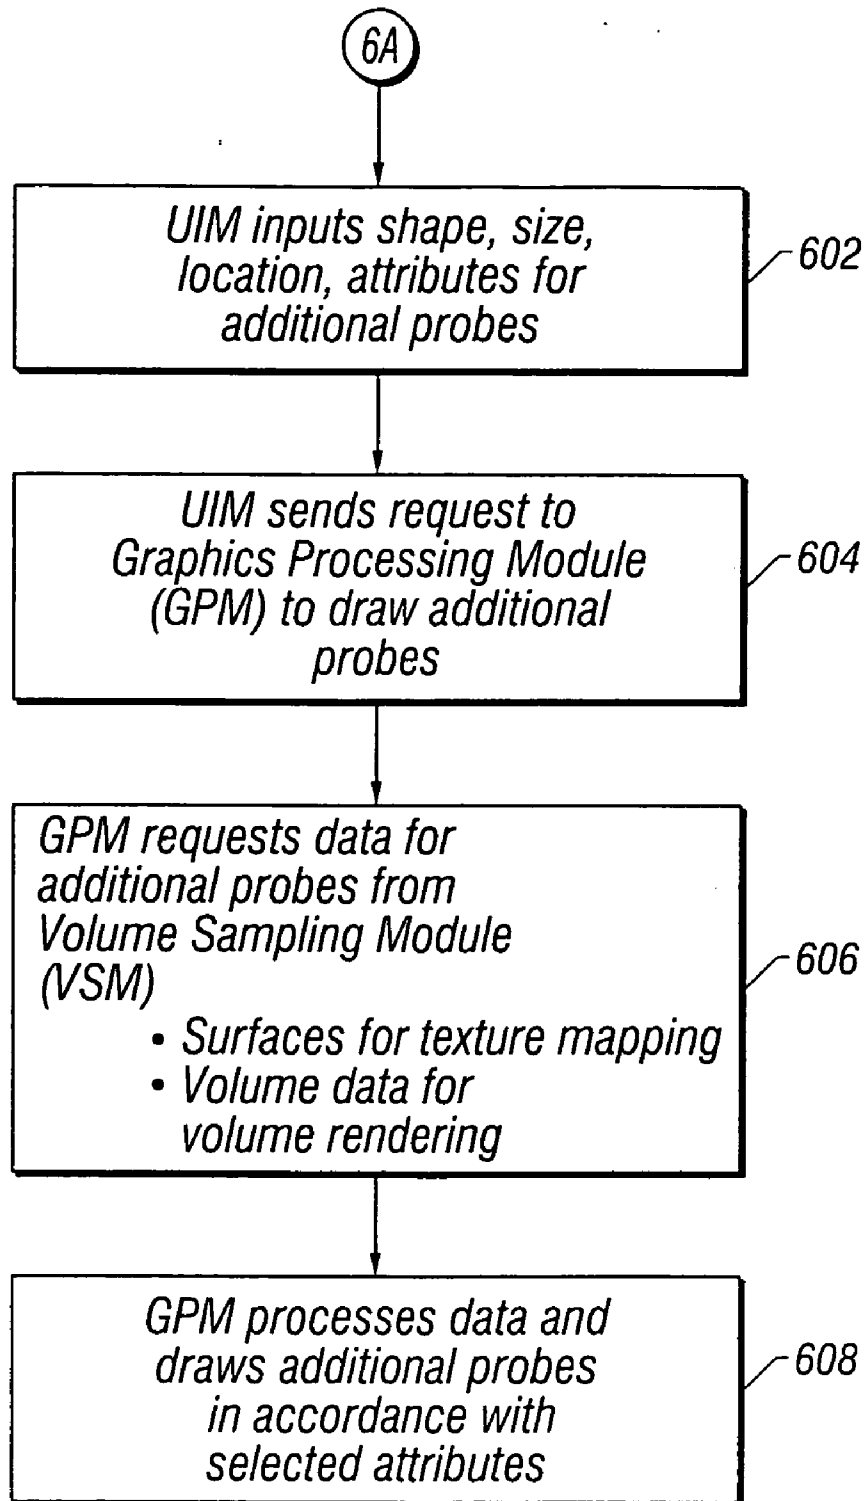 6A
UIM inputs shape, size,
location, attributes for
additional probes
602
UIM sends request to
Graphics Processing Module
(GPM) to draw additional
probes
604
GPM requests data for
additional probes from
Volume Sampling Module
(VSM)
• Surfaces for texture mapping
• Volume data for
volume rendering
606
GPM processes data and
draws additional probes
in accordance with
selected attributes
608